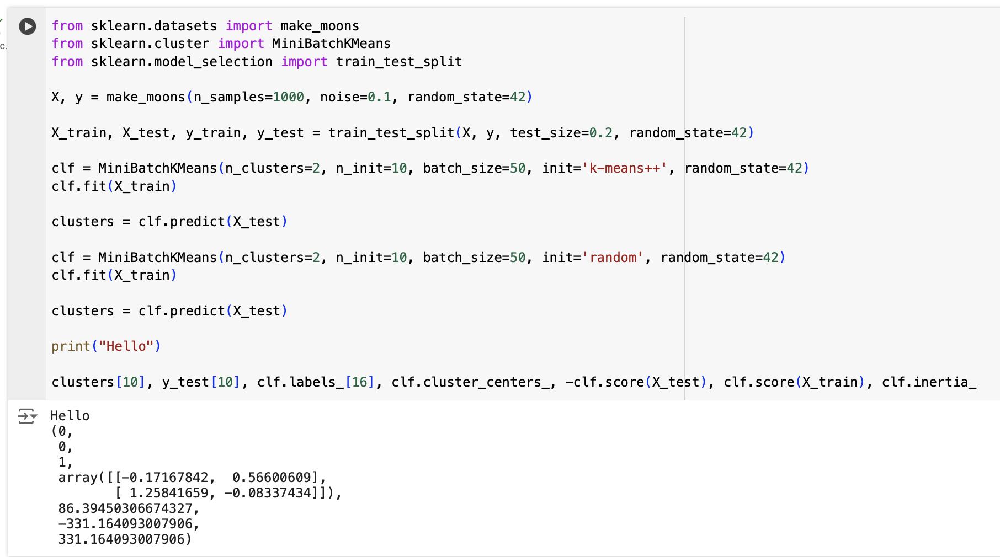 from sklearn.datasets import make_moons
from sklearn.cluster import MiniBatchKMeans
from sklearn.model_selection import train_test_split
X, y = make_moons(n_samples=1000, noise=0.1, random_state=42)
X_train, X_test, y_train, y_test = train_test_split(X, y, test_size=0.2, random_state=42)
clf = MiniBatchKMeans(n_clusters=2, n_init=10, batch_size=50, init='k-means++', random_state=42)
clf.fit(X_train)
clusters = clf.predict(X_test)
clf = MiniBatchKMeans(n_clusters=2, n_init=10, batch_size=50, init='random', random_state=42)
clf.fit(X_train)
clusters = clf.predict(X_test)
print("Hello")
clusters[10], y_test[10], clf.labels_[16], clf.cluster_centers_, -clf.score(X_test), clf.score(X_train), clf.inertia_
Hello
(0,
0,
1,
array([[-0.17167842,  0.56600609],
[ 1.25841659, -0.08337434]]),
86.39450306674327,
-331.164093007906,
331.164093007906)